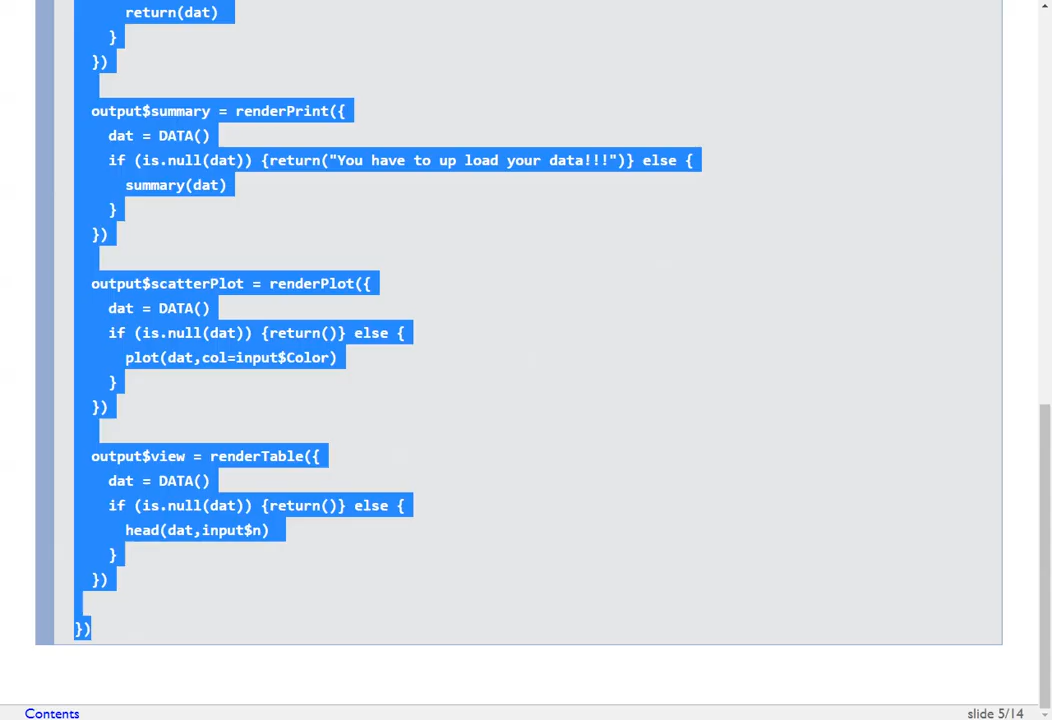 return(dat)
}
})
output$summary = renderPrint({
dat = DATA()
if (is.null(dat)) {return("You have to up load your data!!!")} else {
summary(dat)
}
})
output$scatterPlot = renderPlot({
dat = DATA()
if (is.null(dat)) {return()} else {
plot(dat,col=input$Color)
}
})
output$view = renderTable({
dat = DATA()
if (is.null(dat)) {return()} else {
head(dat,input$n)
}
})
})
Contents
slide 5/14